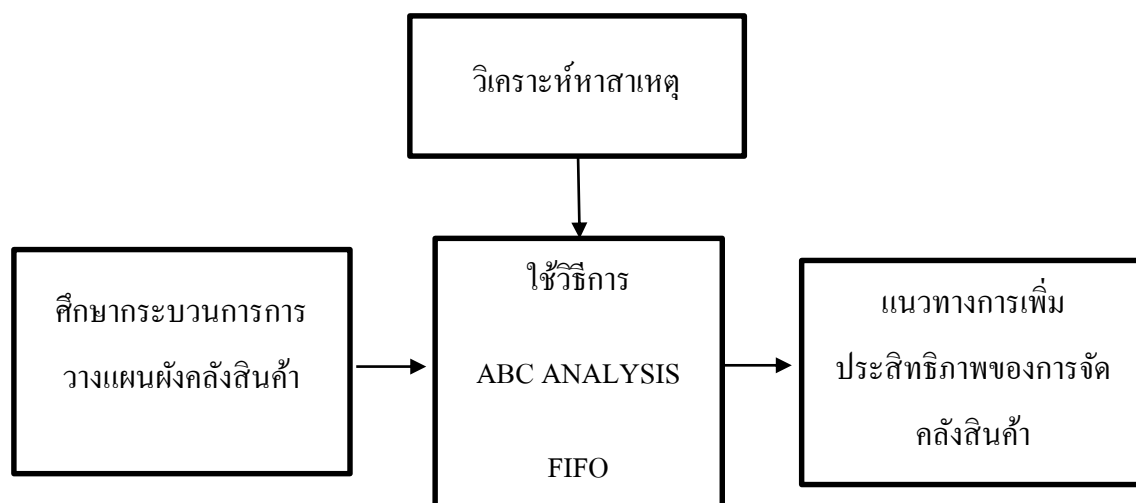 วิเคราะห์หาสาเหตุ
ศึกษากระบวนการการ
วางแผนผังคลังสินค้า
ใช้วิธีการ
ABC ANALYSIS
FIFO
แนวทางการเพิ่ม
ประสิทธิภาพของการจัด
คลังสินค้า